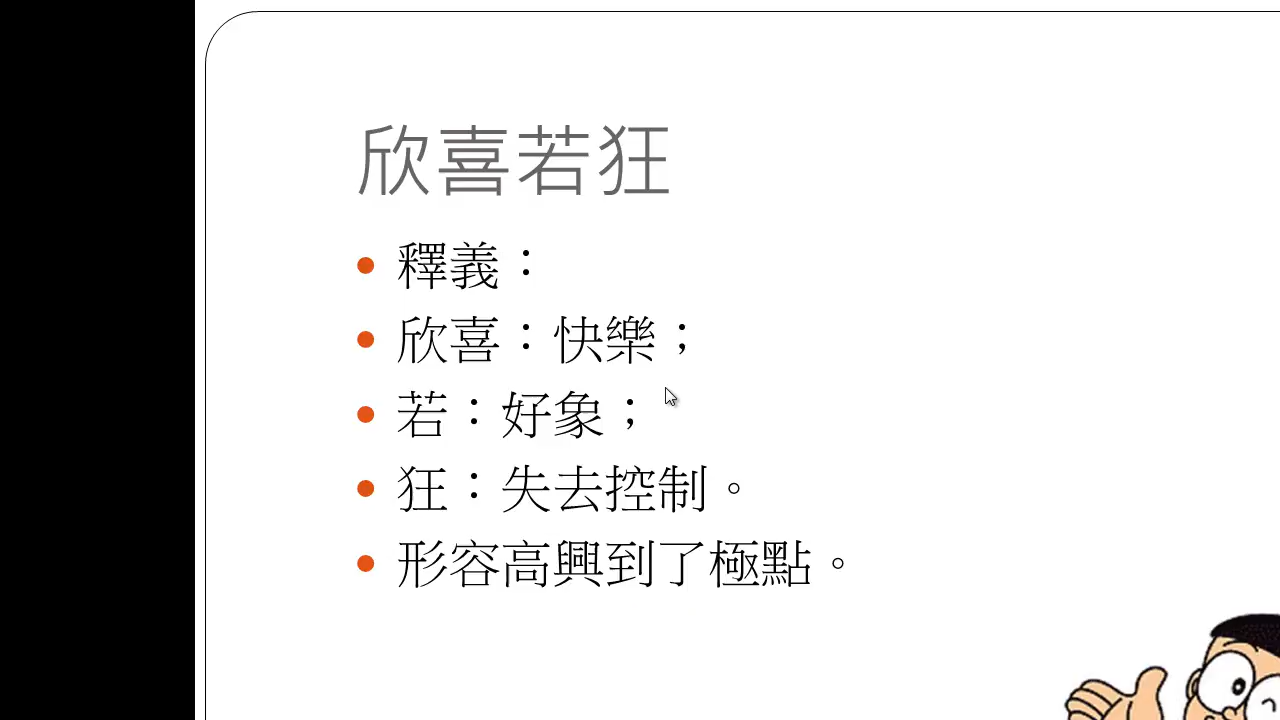 欣喜若狂
釋義：
欣喜：快樂；
若：好象；
狂：失去控制。
形容高興到了極點。